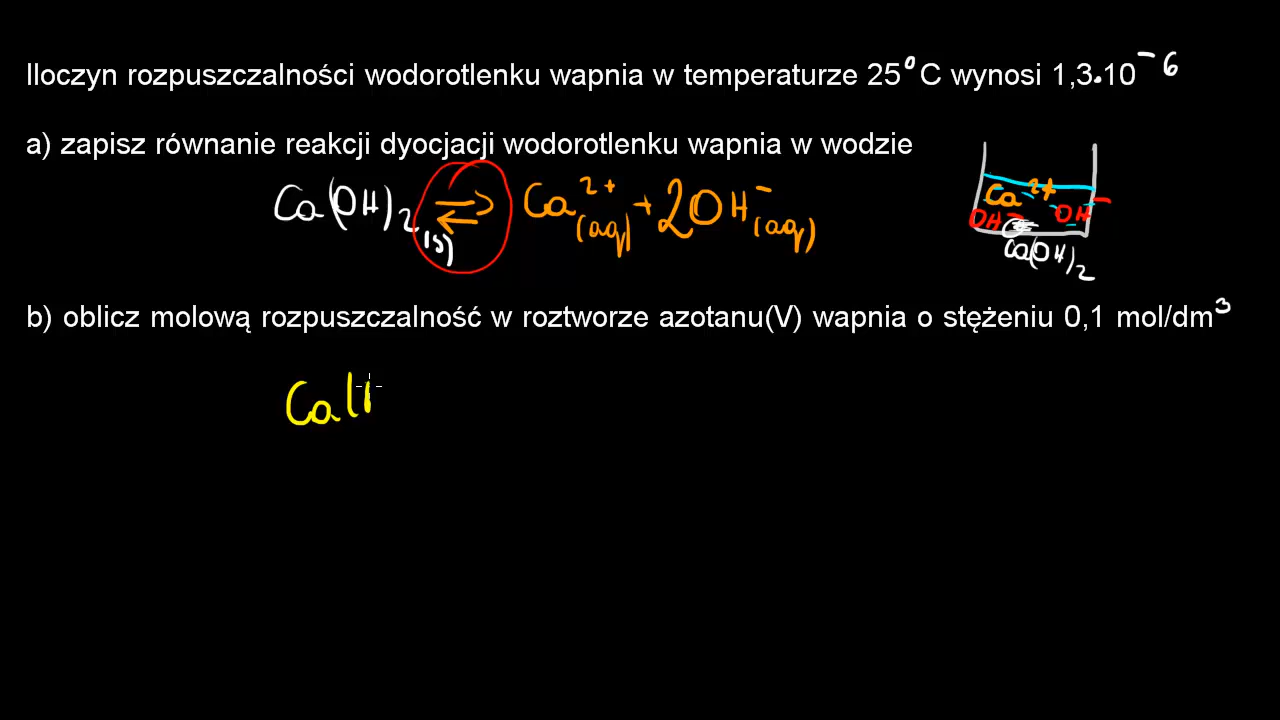 Iloczyn rozpuszczalności wodorotlenku wapnia w temperaturze 25°C wynosi 1,3·10⁻⁶
a) zapisz równanie reakcji dyocjacji wodorotlenku wapnia w wodzie
Ca(OH)₂(s) ⇌ Ca²⁺(aq) + 2OH⁻(aq)
Ca²⁺
OH⁻ OH⁻
Ca(OH)₂
b) oblicz molową rozpuszczalność w roztworze azotanu(V) wapnia o stężeniu 0,1 mol/dm³
Ca(